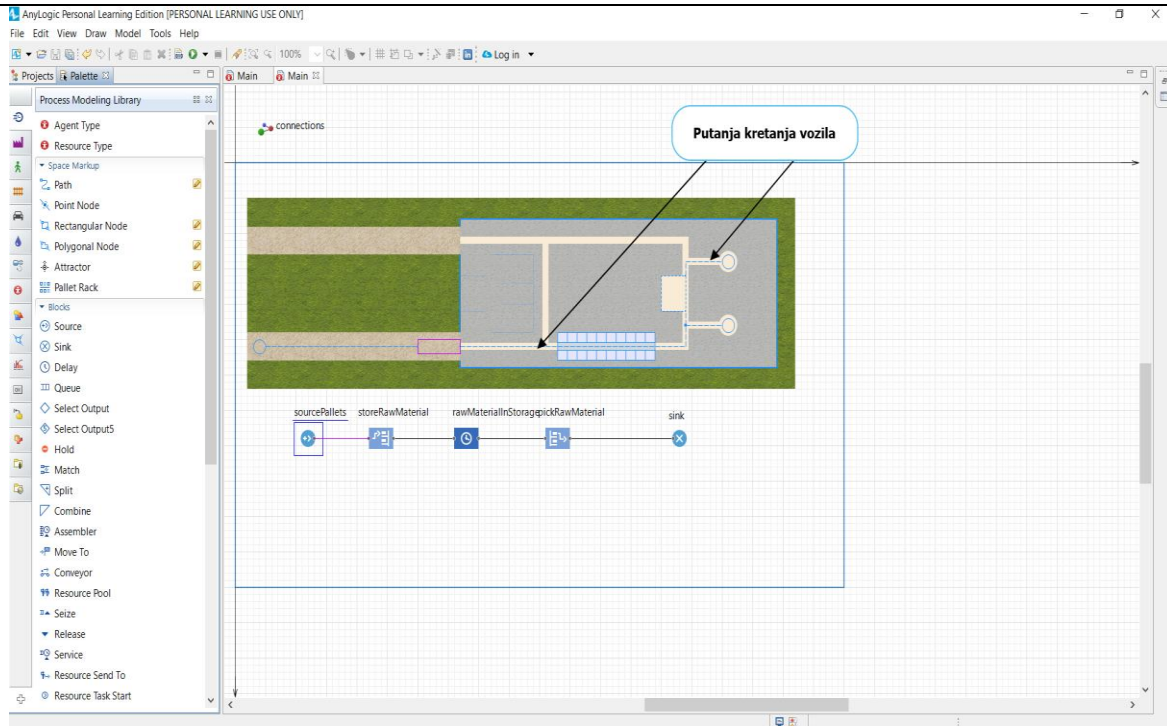 AnyLogic Personal Learning Edition [PERSONAL LEARNING USE ONLY]
File Edit View Draw Model Tools Help
100% Log in
Projects Palette Main Main
Process Modeling Library
Agent Type
Resource Type
Space Markup
Path
Point Node
Rectangular Node
Polygonal Node
Attractor
Pallet Rack
Blocks
Source
Sink
Delay
Queue
Select Output
Select Output5
Hold
Match
Split
Combine
Assembler
Move To
Conveyor
Resource Pool
Seize
Release
Service
Resource Send To
Resource Task Start
connections
Putanja kretanja vozila
sourcePallets storeRawMaterial rawMaterialInStorage pickRawMaterial sink